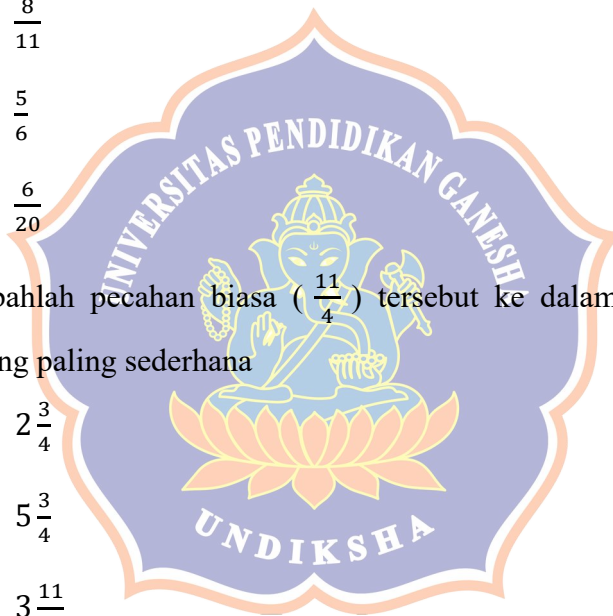 8/11
5/6
6/20
UNIVERSITAS PENDIDIKAN GANESHA
bahlah pecahan biasa ( 11/4 ) tersebut ke dalam
ng paling sederhana
2 3/4
5 3/4
UNDIKSHA
3 11